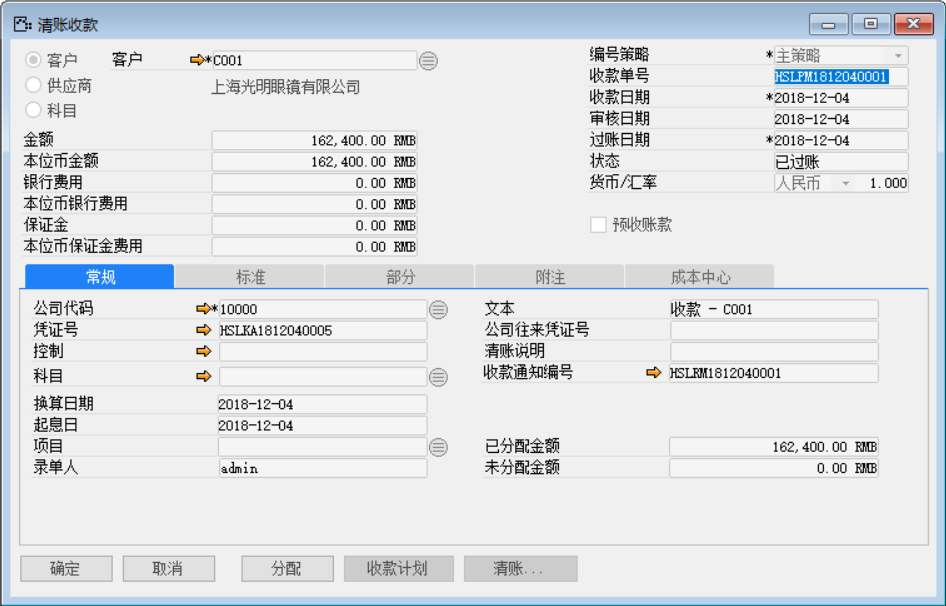 清账收款
客户 客户 *C001 编号策略 *主策略
供应商 上海光明眼镜有限公司 收款单号 HSLPM1812040001
科目 收款日期 *2018-12-04
审核日期 2018-12-04
金额 162,400.00 RMB 过账日期 *2018-12-04
本位币金额 162,400.00 RMB 状态 已过账
银行费用 0.00 RMB 货币/汇率 人民币 1.000
本位币银行费用 0.00 RMB
保证金 0.00 RMB 预收账款
本位币保证金费用 0.00 RMB
常规 标准 部分 附注 成本中心
公司代码 *10000 文本 收款 - C001
凭证号 HSLKA1812040005 公司往来凭证号
控制 清账说明
科目 收款通知编号 HSLRM1812040001
换算日期 2018-12-04
起息日 2018-12-04
项目 已分配金额 162,400.00 RMB
录单人 admin 未分配金额 0.00 RMB
确定 取消 分配 收款计划 清账...